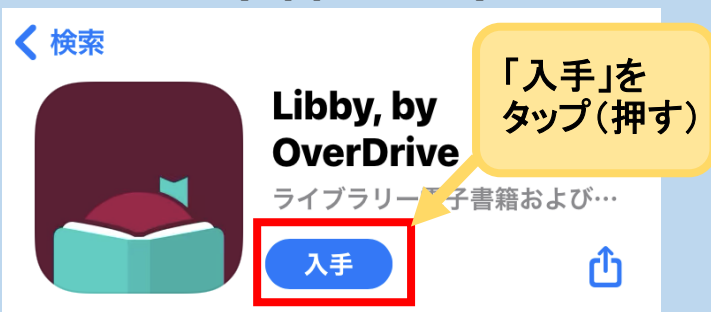 検索
「入手」を
タップ(押す)
Libby, by
OverDrive
ライブラリー電子書籍および…
入手